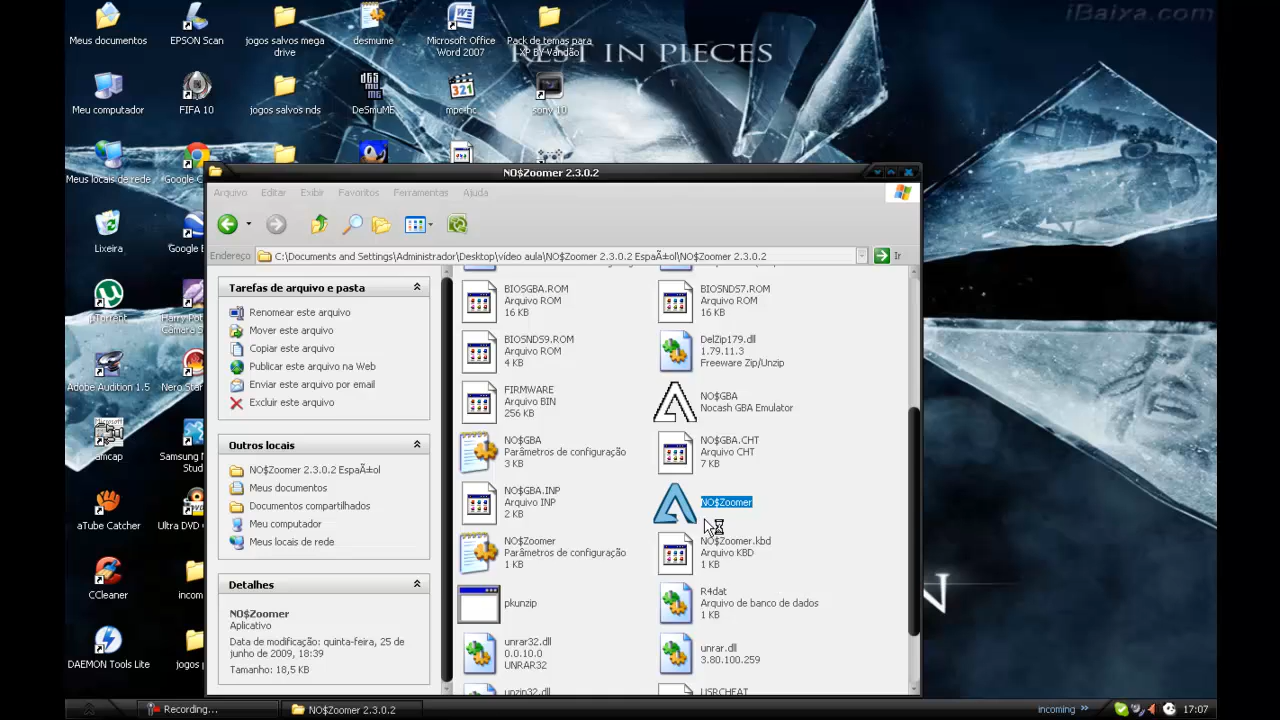 iBaixa.com
Meus documentos
EPSON Scan
jogos salvos mega
drive
desmume
Microsoft Office
Word 2007
Pack de temas para
XP BY Vandão
REST IN PIECES
Meu computador
FIFA 10
jogos salvos nds
DeSmuME
mpc-hc
sony 10
Meus locais de rede
Google C
Lixeira
Google E
µTorrent
Harry Pot
Câmara S
Adobe Audition 1.5
Nero Star
amcap
Samsung N
Stud
aTube Catcher
Ultra DVD C
CCleaner
incom
DAEMON Tools Lite
jogos p
NO$Zoomer 2.3.0.2
Arquivo Editar Exibir Favoritos Ferramentas Ajuda
Endereço C:\Documents and Settings\Administrador\Desktop\vídeo aula\NO$Zoomer 2.3.0.2 EspaÃ±ol\NO$Zoomer 2.3.0.2 Ir
Tarefas de arquivo e pasta
Renomear este arquivo
Mover este arquivo
Copiar este arquivo
Publicar este arquivo na Web
Enviar este arquivo por email
Excluir este arquivo
Outros locais
NO$Zoomer 2.3.0.2 EspaÃ±ol
Meus documentos
Documentos compartilhados
Meu computador
Meus locais de rede
Detalhes
NO$Zoomer
Aplicativo
Data de modificação: quinta-feira, 25 de
junho de 2009, 18:39
Tamanho: 18,5 KB
BIOSGBA.ROM
Arquivo ROM
16 KB
BIOSNDS7.ROM
Arquivo ROM
16 KB
BIOSNDS9.ROM
Arquivo ROM
4 KB
DelZip179.dll
1.79.11.3
Freeware Zip/Unzip
FIRMWARE
Arquivo BIN
256 KB
NO$GBA
Nocash GBA Emulator
NO$GBA
Parâmetros de configuração
3 KB
NO$GBA.CHT
Arquivo CHT
7 KB
NO$GBA.INP
Arquivo INP
2 KB
NO$Zoomer
NO$Zoomer
Parâmetros de configuração
1 KB
NO$Zoomer.kbd
Arquivo KBD
1 KB
pkunzip
R4dat
Arquivo de banco de dados
1 KB
unrar32.dll
0.0.10.0
UNRAR32
unrar.dll
3.80.100.259
unzip32.dll
USRCHEAT
N
Recording...
NO$Zoomer 2.3.0.2
incoming »
17:07